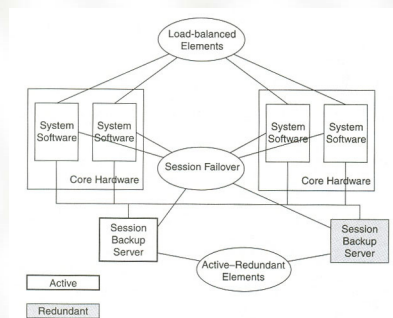 Load-balanced
Elements
System
Software
System
Software
System
Software
System
Software
Session Failover
Core Hardware
Core Hardware
Session
Backup
Server
Session
Backup
Server
Active–Redundant
Elements
Active
Redundant